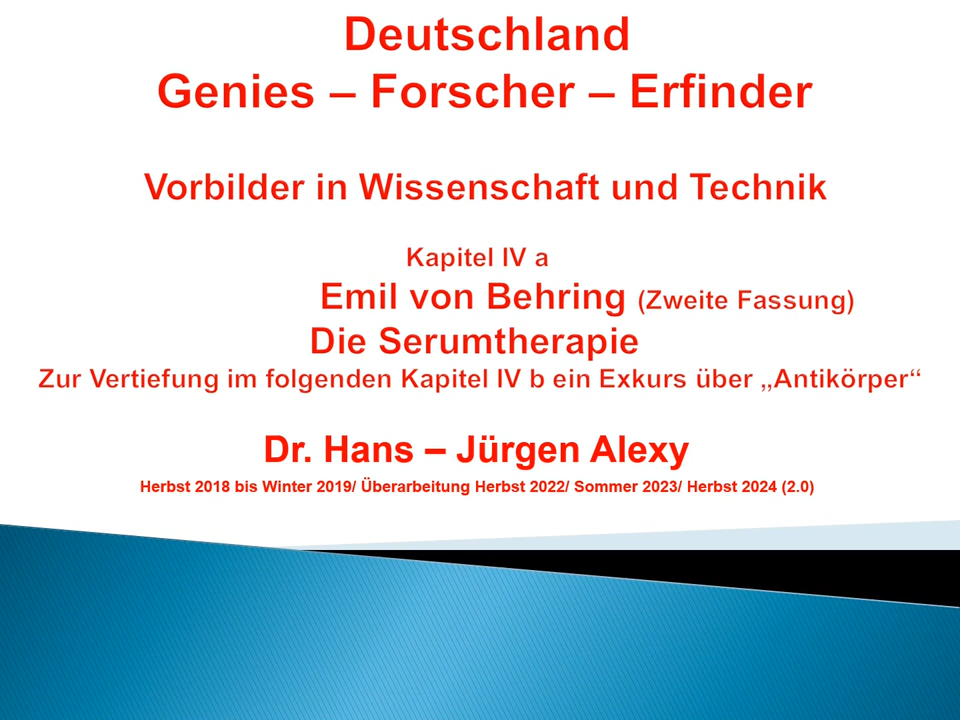 Deutschland
Genies – Forscher – Erfinder
Vorbilder in Wissenschaft und Technik
Kapitel IV a
Emil von Behring (Zweite Fassung)
Die Serumtherapie
Zur Vertiefung im folgenden Kapitel IV b ein Exkurs über „Antikörper“
Dr. Hans – Jürgen Alexy
Herbst 2018 bis Winter 2019/ Überarbeitung Herbst 2022/ Sommer 2023/ Herbst 2024 (2.0)